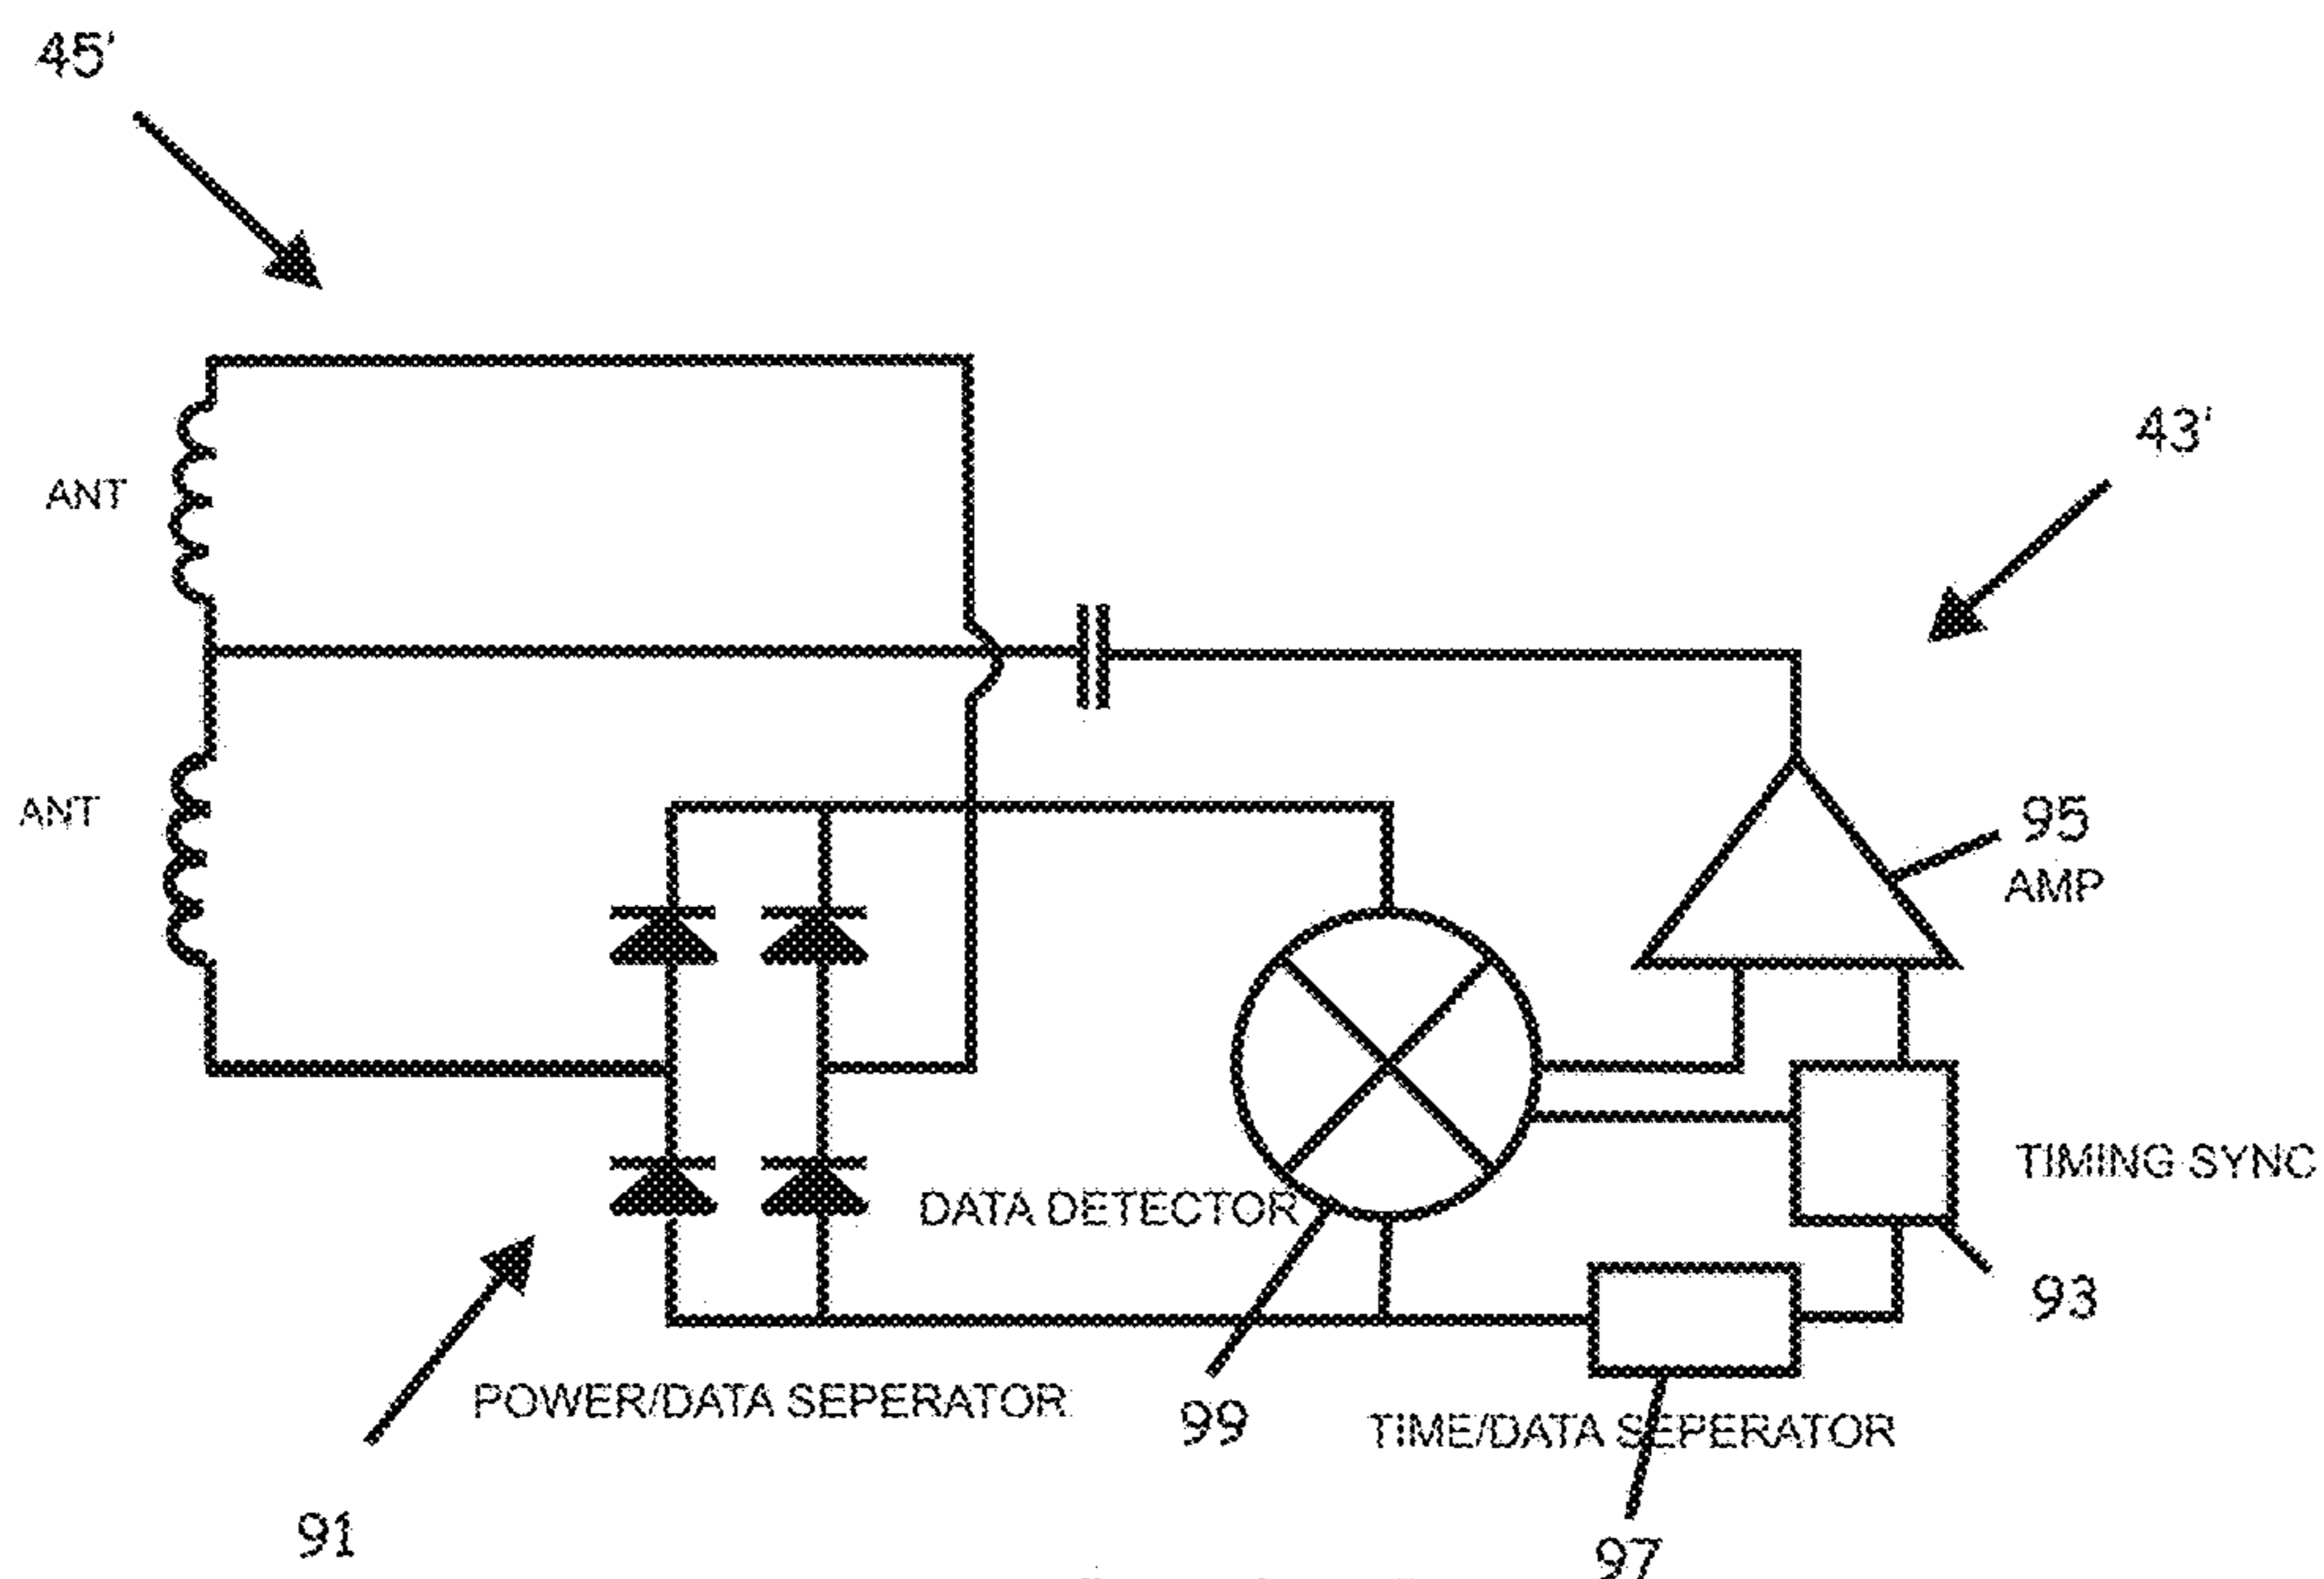 45'
43'
ANT
ANT
95
AMP
TIMING SYNC
DATA DETECTOR
93
POWER/DATA SEPERATOR
99
TIME/DATA SEPERATOR
91
97